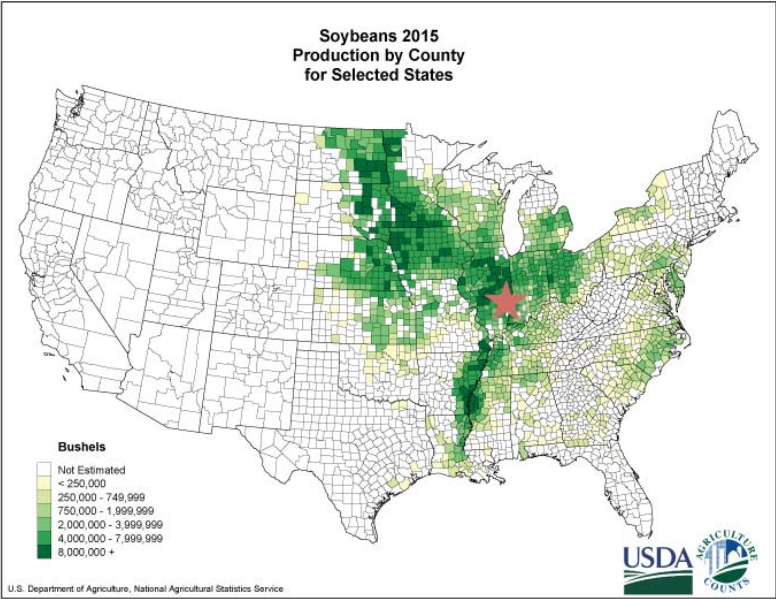 Soybeans 2015
Production by County
for Selected States
Bushels
Not Estimated
< 250,000
250,000 - 749,999
750,000 - 1,999,999
2,000,000 - 3,999,999
4,000,000 - 7,999,999
8,000,000 +
USDA
AGRICULTURE
COUNTS
U.S. Department of Agriculture, National Agricultural Statistics Service